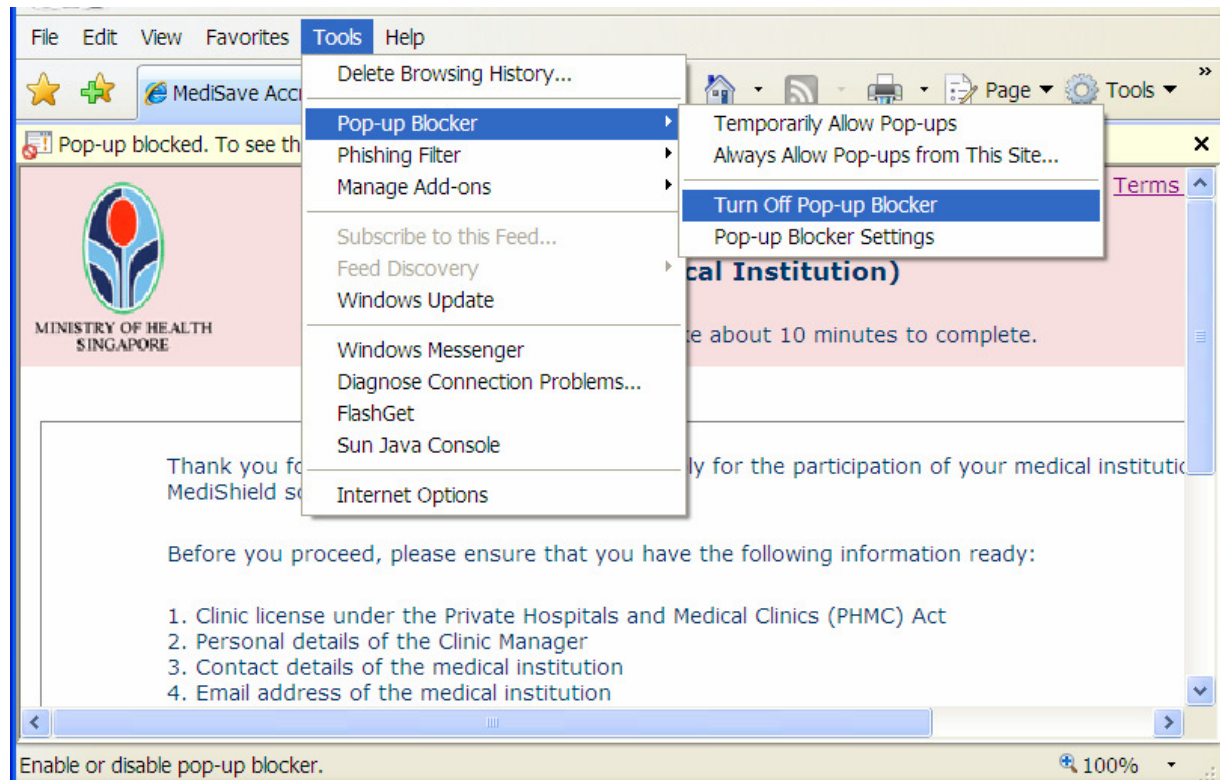 File Edit View Favorites Tools Help
MediSave Accr
Page Tools »
Pop-up blocked. To see th
Delete Browsing History...
Pop-up Blocker
Phishing Filter
Manage Add-ons
Subscribe to this Feed...
Feed Discovery
Windows Update
Windows Messenger
Diagnose Connection Problems...
FlashGet
Sun Java Console
Internet Options
Temporarily Allow Pop-ups
Always Allow Pop-ups from This Site...
Turn Off Pop-up Blocker
Pop-up Blocker Settings
Terms
MINISTRY OF HEALTH
SINGAPORE
cal Institution)
e about 10 minutes to complete.
Thank you fo ly for the participation of your medical institutio
MediShield sc
Before you proceed, please ensure that you have the following information ready:
1. Clinic license under the Private Hospitals and Medical Clinics (PHMC) Act
2. Personal details of the Clinic Manager
3. Contact details of the medical institution
4. Email address of the medical institution
Enable or disable pop-up blocker.
100%